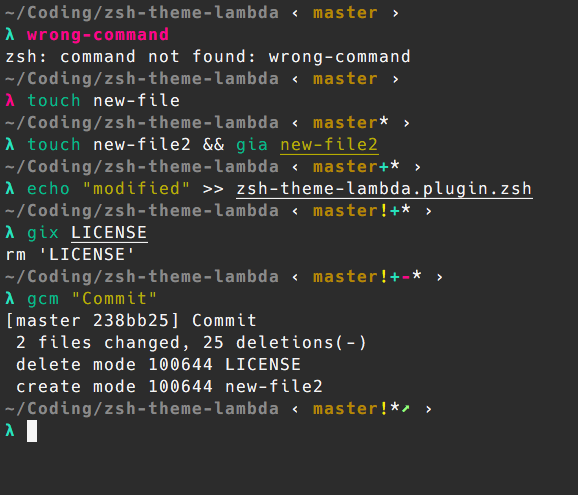 ~/Coding/zsh-theme-lambda ‹ master ›
λ wrong-command
zsh: command not found: wrong-command
~/Coding/zsh-theme-lambda ‹ master ›
λ touch new-file
~/Coding/zsh-theme-lambda ‹ master* ›
λ touch new-file2 && gia new-file2
~/Coding/zsh-theme-lambda ‹ master+* ›
λ echo "modified" >> zsh-theme-lambda.plugin.zsh
~/Coding/zsh-theme-lambda ‹ master!+* ›
λ gix LICENSE
rm 'LICENSE'
~/Coding/zsh-theme-lambda ‹ master!+-* ›
λ gcm "Commit"
[master 238bb25] Commit
 2 files changed, 25 deletions(-)
 delete mode 100644 LICENSE
 create mode 100644 new-file2
~/Coding/zsh-theme-lambda ‹ master!*⬈ ›
λ